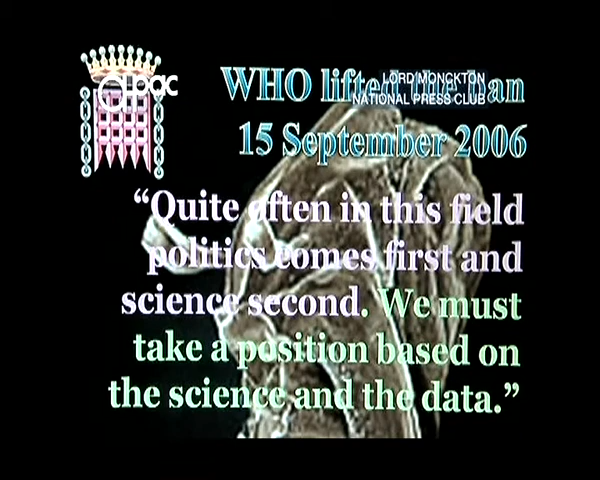 apac
LORD MONCKTON
NATIONAL PRESS CLUB
WHO lifted the ban
15 September 2006
“Quite often in this field
politics comes first and
science second. We must
take a position based on
the science and the data.”